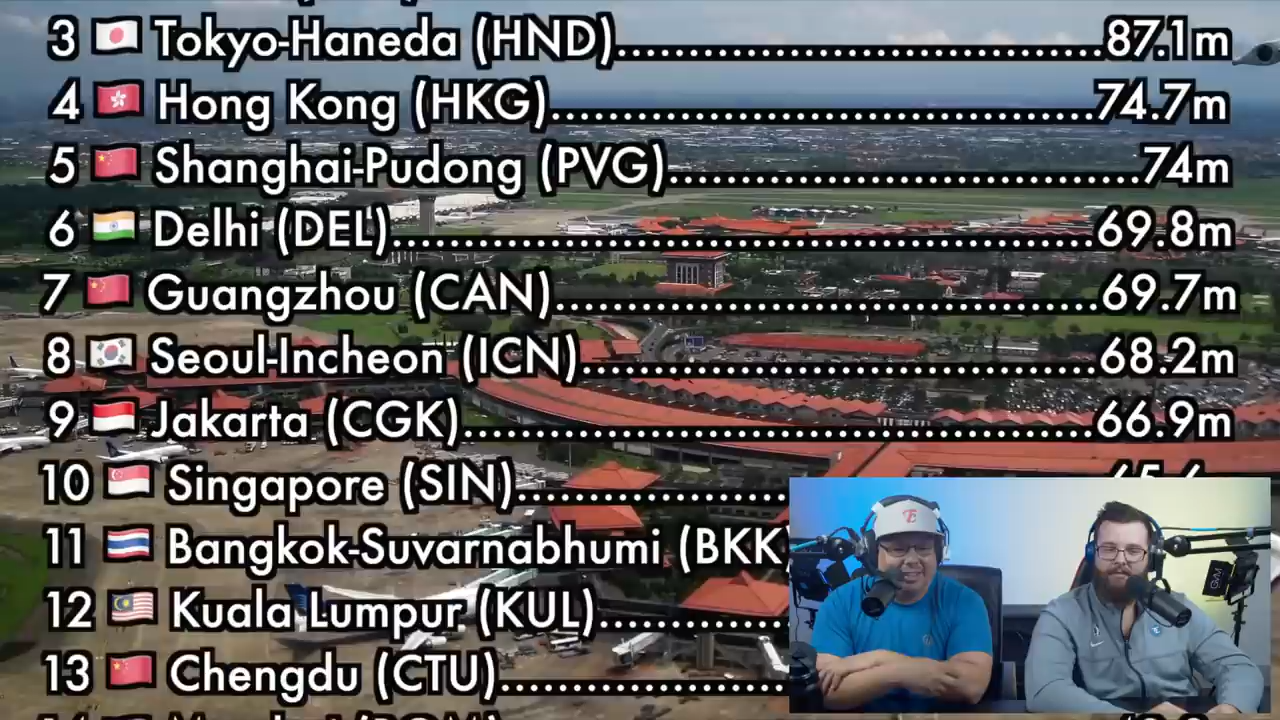 3 Tokyo-Haneda (HND)........................................87.1m
4 Hong Kong (HKG)........................................74.7m
5 Shanghai-Pudong (PVG)...................................74m
6 Delhi (DEL)..........................................................69.8m
7 Guangzhou (CAN)............................................69.7m
8 Seoul-Incheon (ICN)..........................................68.2m
9 Jakarta (CGK)....................................................66.9m
10 Singapore (SIN)......................
11 Bangkok-Suvarnabhumi (BKK
12 Kuala Lumpur (KUL)...............
13 Chengdu (CTU)........................